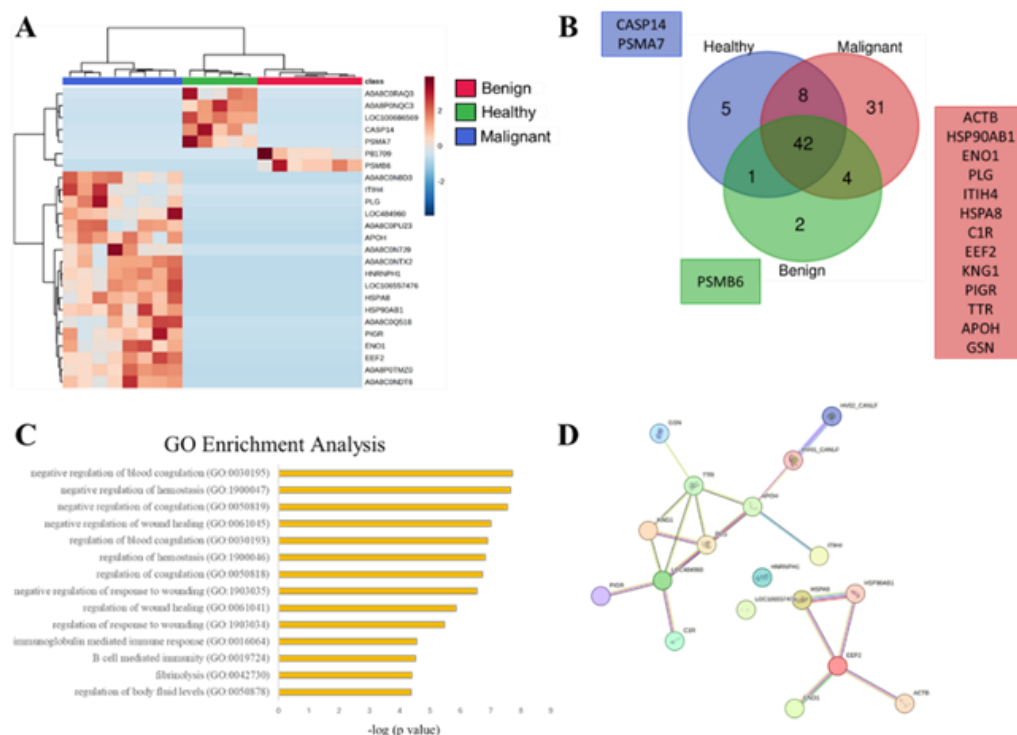 A
class
Benign
Healthy
Malignant
2
0
-2
A0A8C0RAQ3
A0A8P0NQC3
LOC100686569
CASP14
PSMA7
P81709
PSMB6
A0A8C0NBD3
ITIH4
PLG
LOC484960
A0A8C0PU23
APOH
A0A8C0N7J9
A0A8C0NTX2
HNRNPH1
LOC106557476
HSPA8
HSP90AB1
A0A8C0Q518
PIGR
ENO1
EEF2
A0A8P0TMZ0
A0A8C0NDT6
B
CASP14
PSMA7
Healthy
Malignant
5
8
31
42
1
4
2
Benign
PSMB6
ACTB
HSP90AB1
ENO1
PLG
ITIH4
HSPA8
C1R
EEF2
KNG1
PIGR
TTR
APOH
GSN
C
GO Enrichment Analysis
negative regulation of blood coagulation (GO:0030195)
negative regulation of hemostasis (GO:1900047)
negative regulation of coagulation (GO:0050819)
negative regulation of wound healing (GO:0061045)
regulation of blood coagulation (GO:0030193)
regulation of hemostasis (GO:1900046)
regulation of coagulation (GO:0050818)
negative regulation of response to wounding (GO:1903035)
regulation of wound healing (GO:0061041)
regulation of response to wounding (GO:1903034)
immunoglobulin mediated immune response (GO:0016064)
B cell mediated immunity (GO:0019724)
fibrinolysis (GO:0042730)
regulation of body fluid levels (GO:0050878)
0 1 2 3 4 5 6 7 8 9
-log (p value)
D
HV02_CANLF
GSN
TTR
APOH
KNG1
PLG
ITIH4
LOC484960
HNRNPH1
PIGR
HSPA8
HSP90AB1
LOC106557476
C1R
EEF2
ENO1
ACTB